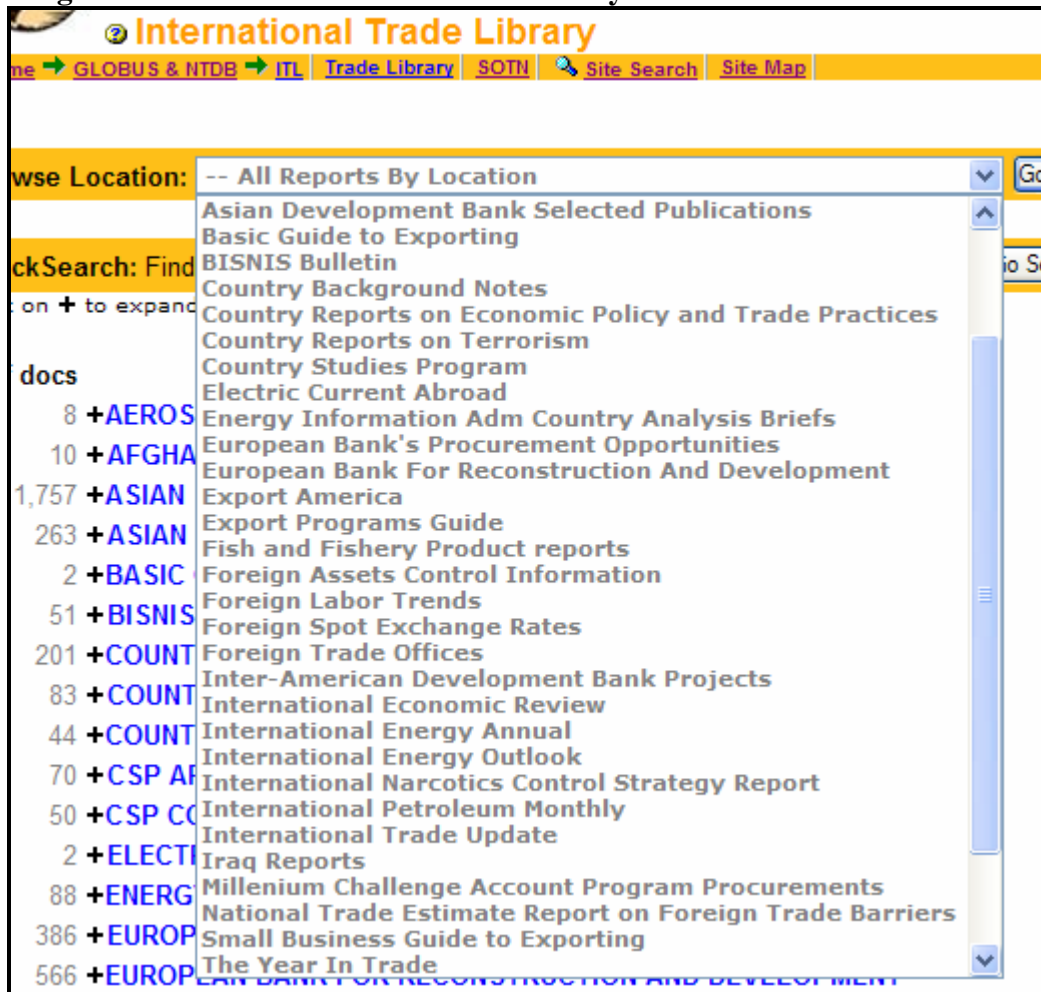 International Trade Library
me GLOBUS & NTDB ITL Trade Library SOTN Site Search Site Map
wse Location: -- All Reports By Location Go
Asian Development Bank Selected Publications
Basic Guide to Exporting
ckSearch: Find BISNIS Bulletin o S
Country Background Notes
on + to expand Country Reports on Economic Policy and Trade Practices
Country Reports on Terrorism
docs Country Studies Program
Electric Current Abroad
8 +AEROS Energy Information Adm Country Analysis Briefs
10 +AFGHA European Bank's Procurement Opportunities
European Bank For Reconstruction And Development
1,757 +ASIAN Export America
263 +ASIAN Export Programs Guide
Fish and Fishery Product reports
2 +BASIC Foreign Assets Control Information
51 +BISNIS Foreign Labor Trends
Foreign Spot Exchange Rates
201 +COUNT Foreign Trade Offices
83 +COUNT Inter-American Development Bank Projects
International Economic Review
44 +COUNT International Energy Annual
International Energy Outlook
70 +CSP AF International Narcotics Control Strategy Report
50 +CSP CO International Petroleum Monthly
International Trade Update
2 +ELECTR Iraq Reports
88 +ENERG Millenium Challenge Account Program Procurements
National Trade Estimate Report on Foreign Trade Barriers
386 +EUROP Small Business Guide to Exporting
The Year In Trade
566 +EUROPEAN BANK FOR RECONSTRUCTION AND DEVELOPMENT